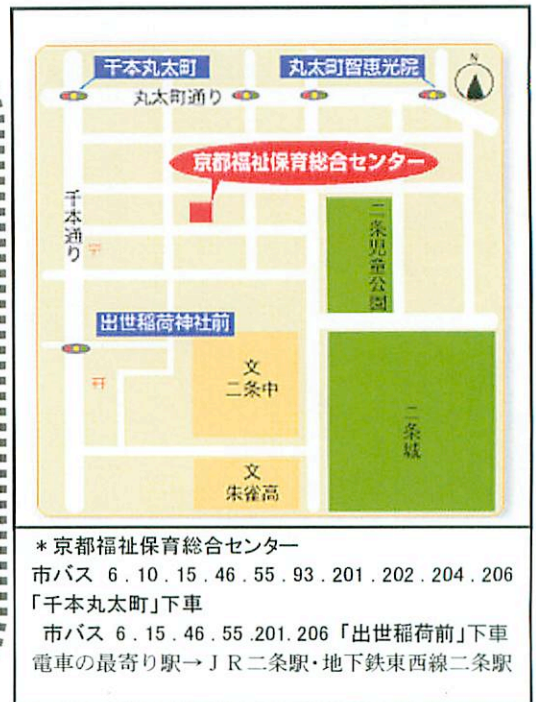 千本丸太町
丸太町智恵光院
N
丸太町通り
京都福祉保育総合センター
千本通り
〒
二条児童公園
出世稲荷神社前
文
二条中
二条城
文
朱雀高
*京都福祉保育総合センター
市バス 6.10.15.46.55.93.201.202.204.206
「千本丸太町」下車
市バス 6.15.46.55.201.206「出世稲荷前」下車
電車の最寄り駅→JR二条駅・地下鉄東西線二条駅